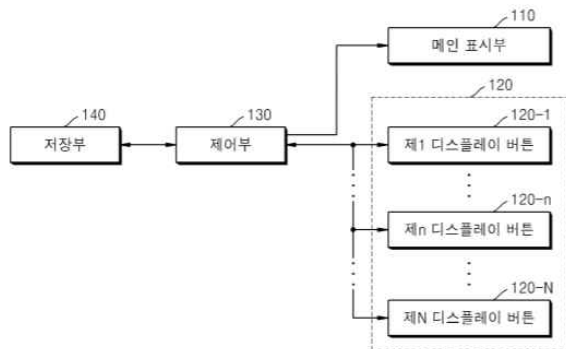 110
메인 표시부
120
140
130
120-1
저장부
제어부
제1 디스플레이 버튼
120-n
제n 디스플레이 버튼
120-N
제N 디스플레이 버튼